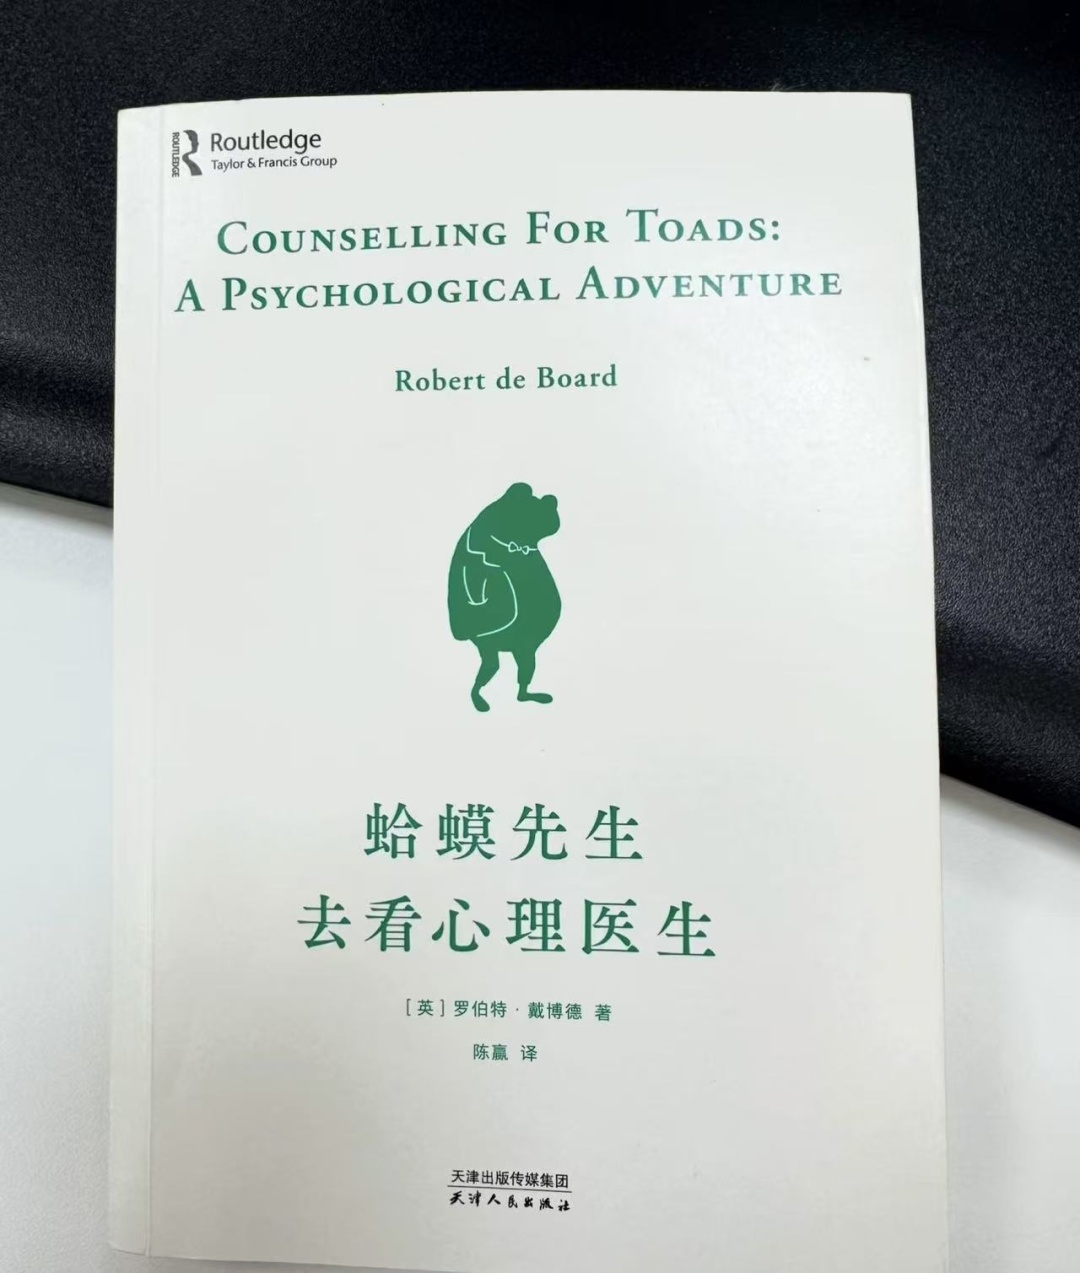 ROUTLEDGE
Routledge
Taylor & Francis Group
COUNSELLING FOR TOADS:
A PSYCHOLOGICAL ADVENTURE
Robert de Board
蛤蟆先生
去看心理医生
[英]罗伯特·戴博德 著
陈赢 译
天津出版传媒集团
天津人民出版社